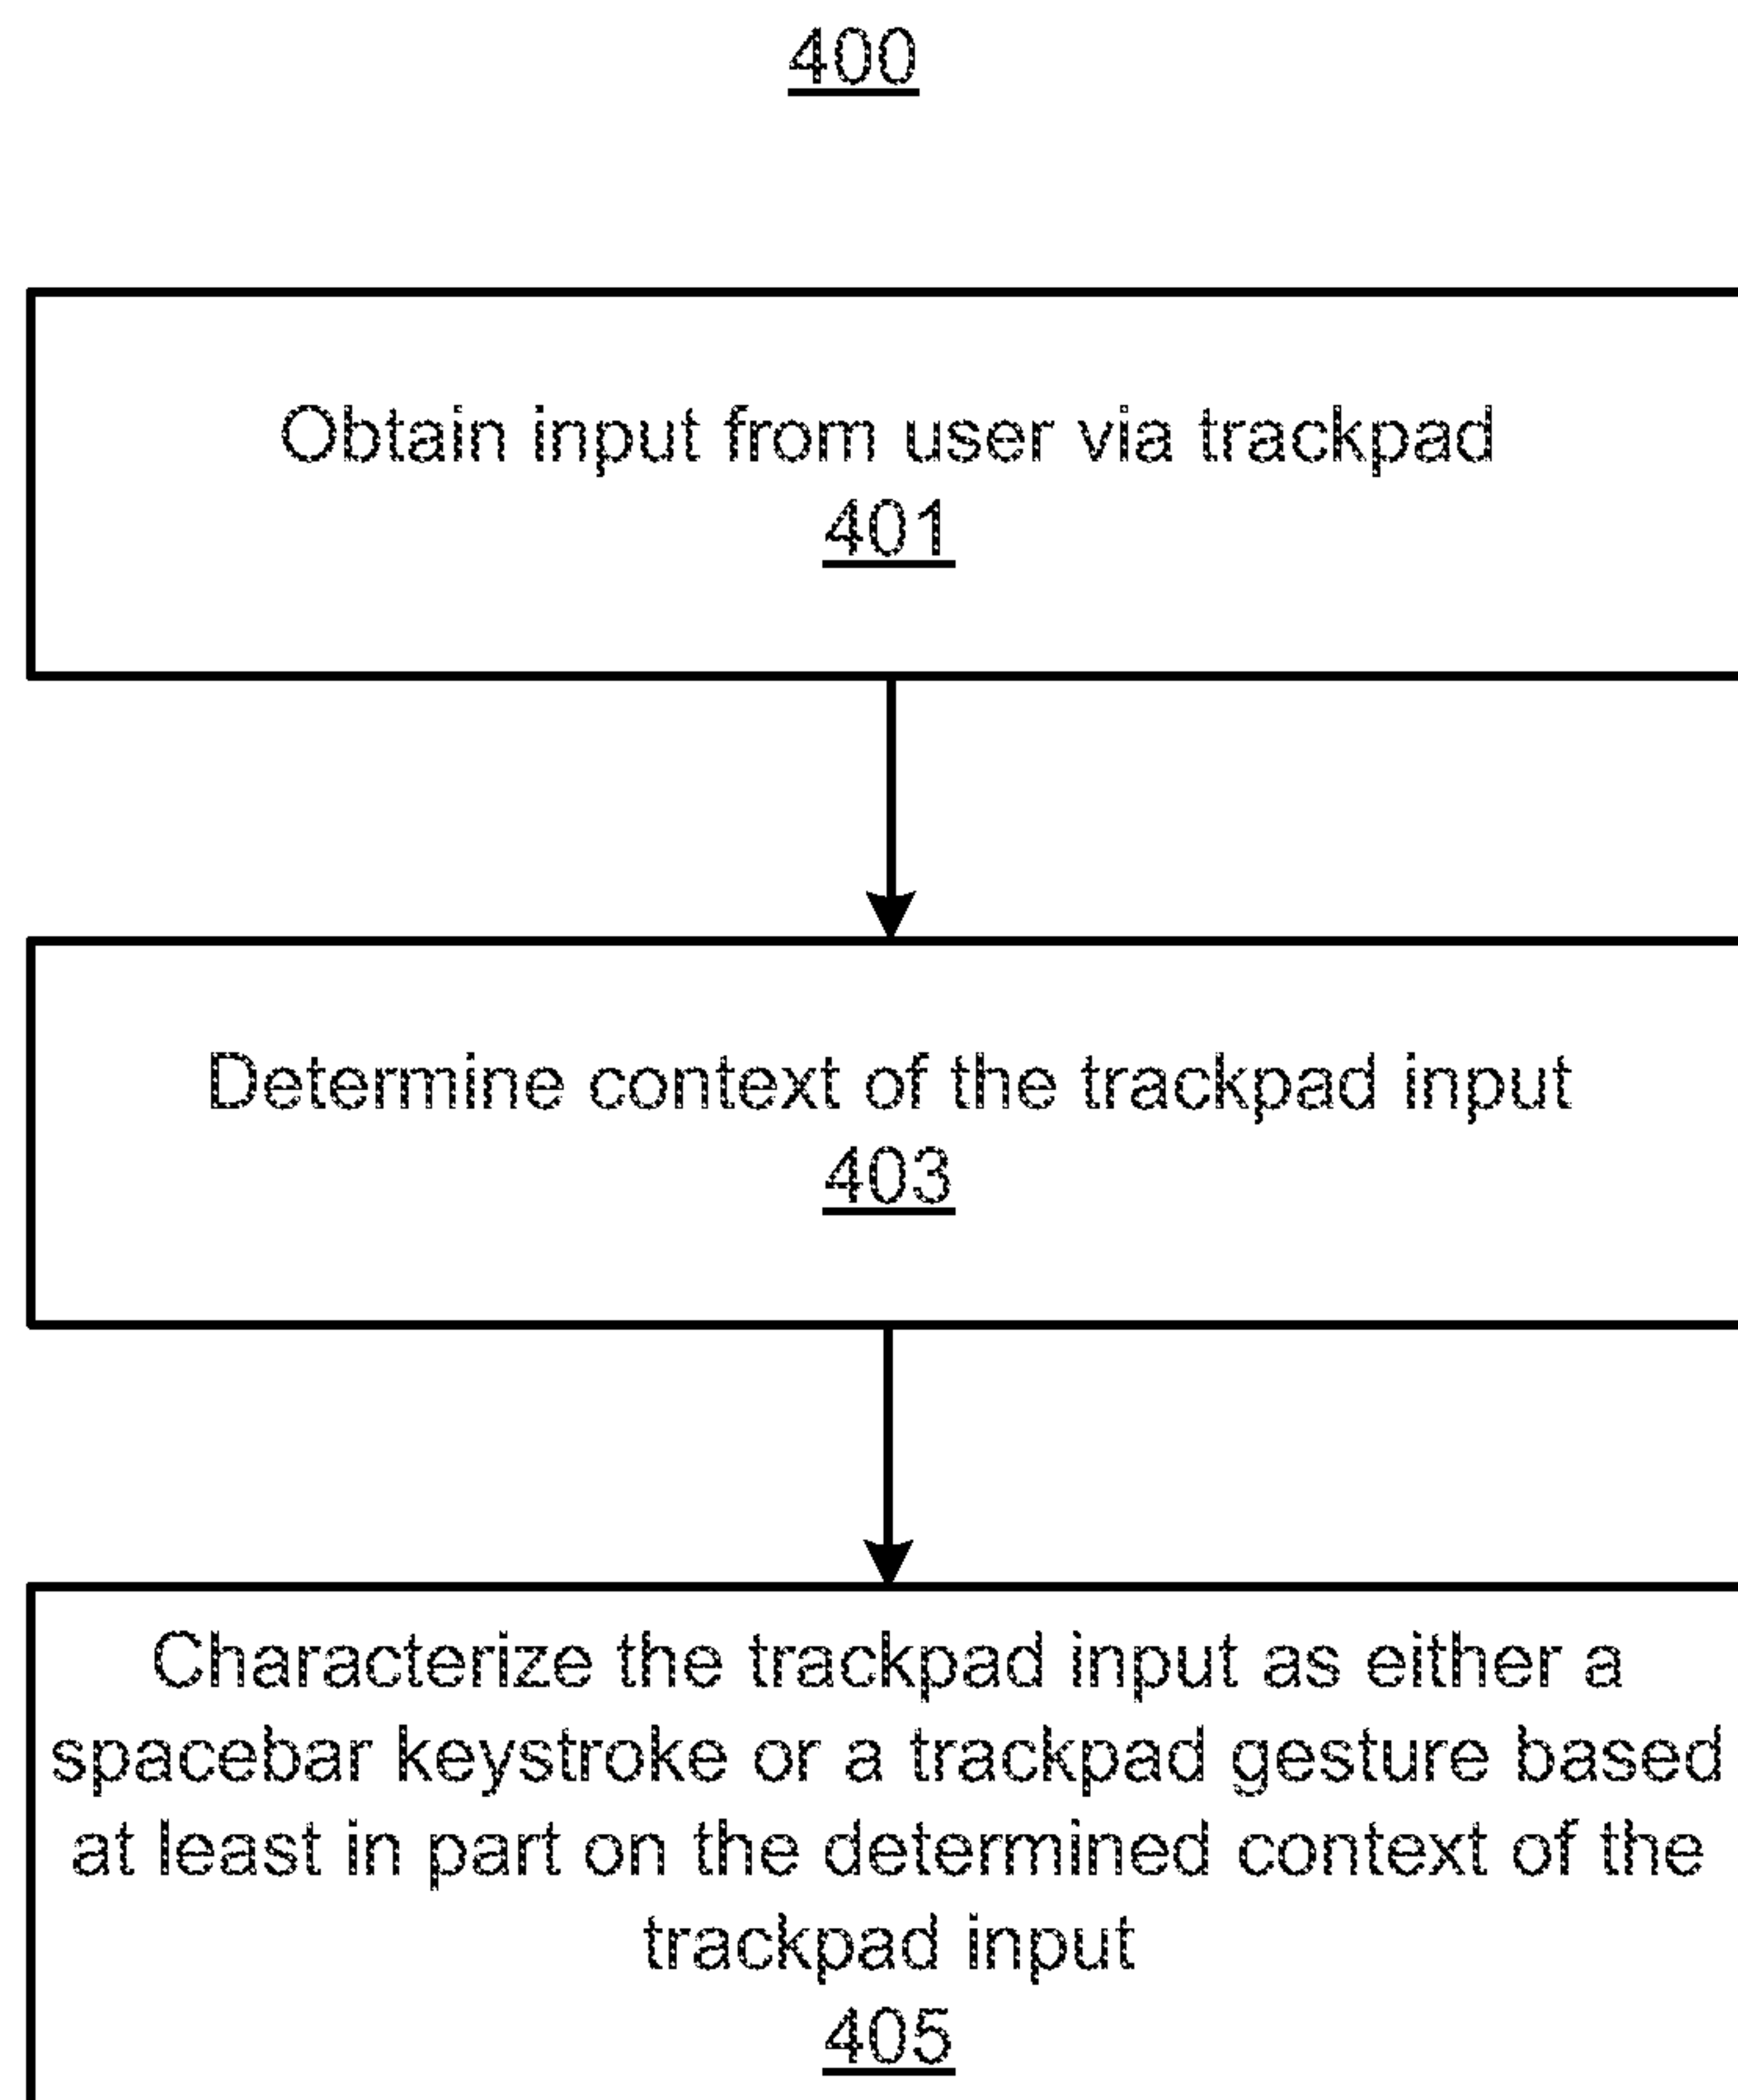 400
Obtain input from user via trackpad
401
Determine context of the trackpad input
403
Characterize the trackpad input as either a
spacebar keystroke or a trackpad gesture based
at least in part on the determined context of the
trackpad input
405